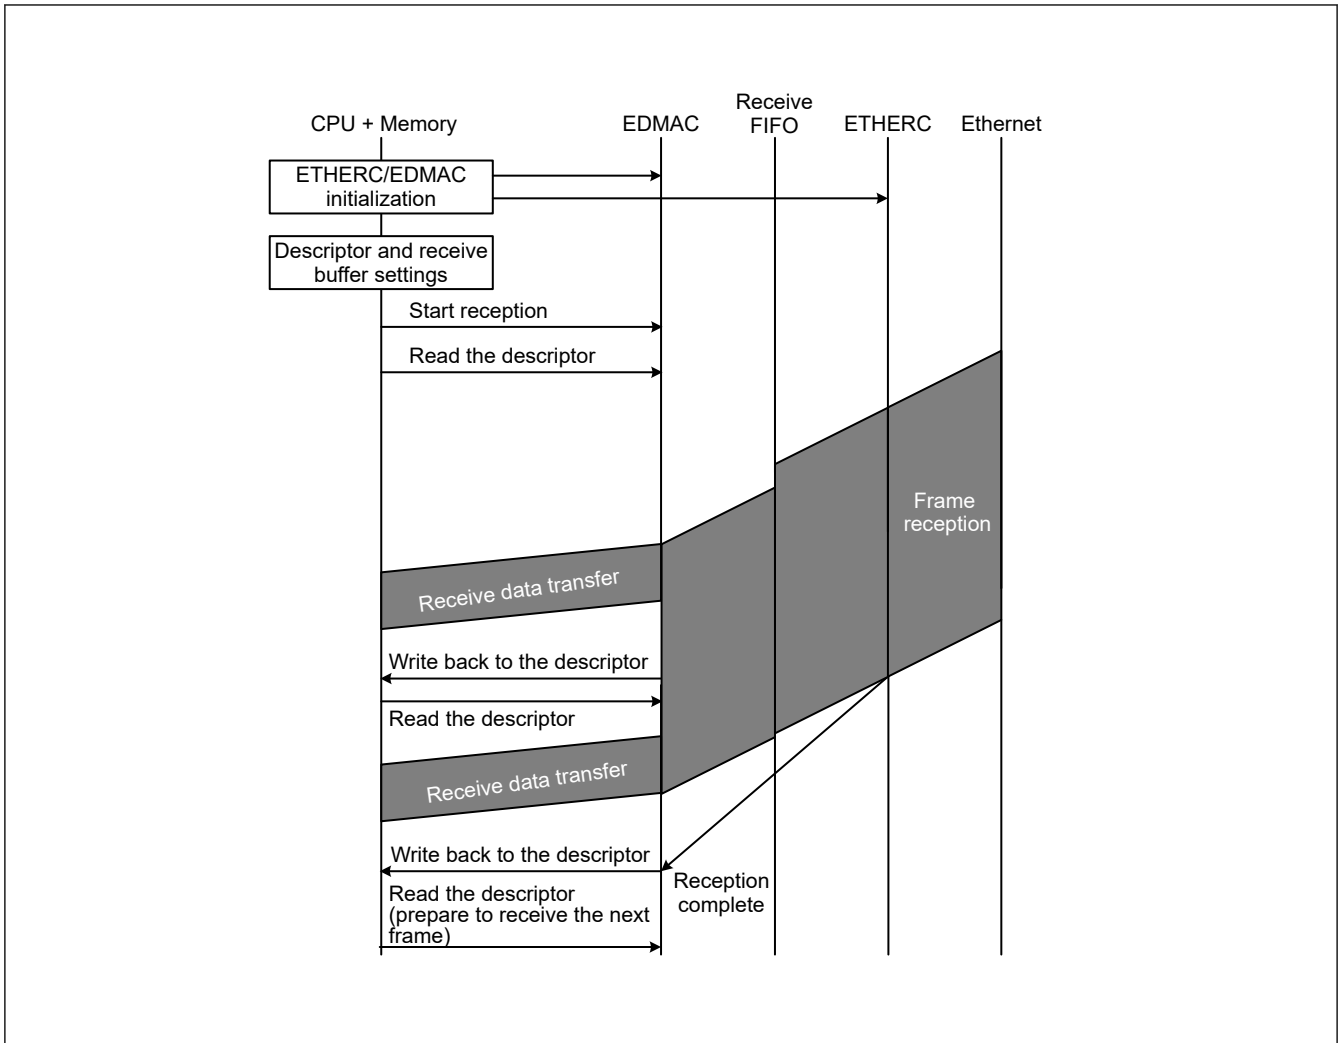 Receive
CPU + Memory EDMAC FIFO ETHERC Ethernet
ETHERC/EDMAC
initialization
Descriptor and receive
buffer settings
Start reception
Read the descriptor
Frame
reception
Receive data transfer
Write back to the descriptor
Read the descriptor
Receive data transfer
Write back to the descriptor
Reception
complete
Read the descriptor
(prepare to receive the next
frame)